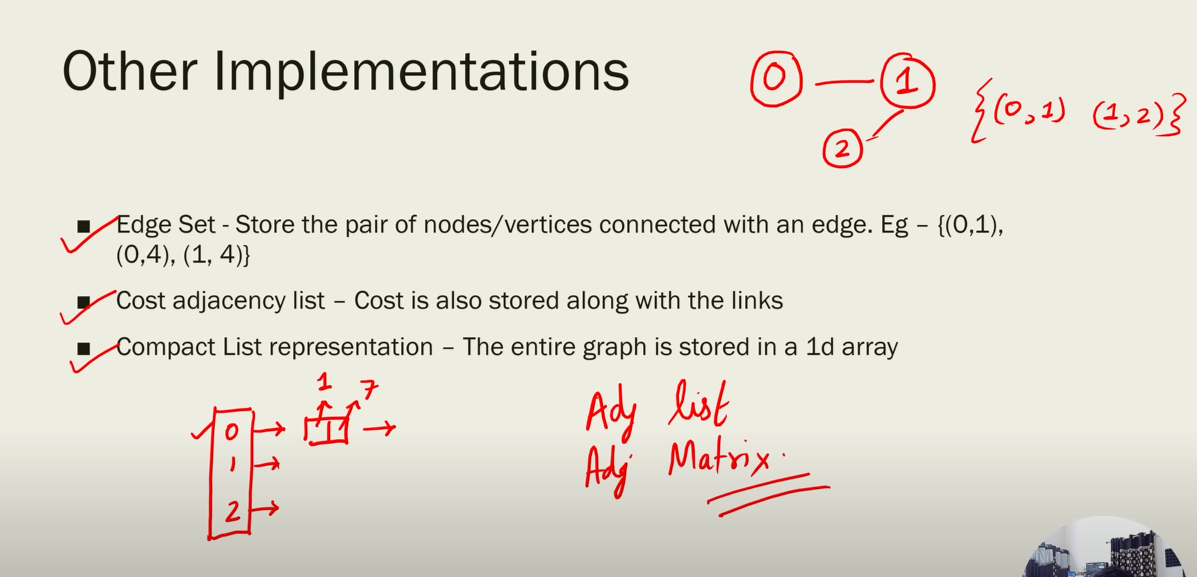 Other Implementations
0 1
2
{(0,1) (1,2)}
■ Edge Set - Store the pair of nodes/vertices connected with an edge. Eg – {(0,1),
(0,4), (1, 4)}
■ Cost adjacency list – Cost is also stored along with the links
■ Compact List representation – The entire graph is stored in a 1d array
1 7
0
1
2
Adj list
Adj Matrix.